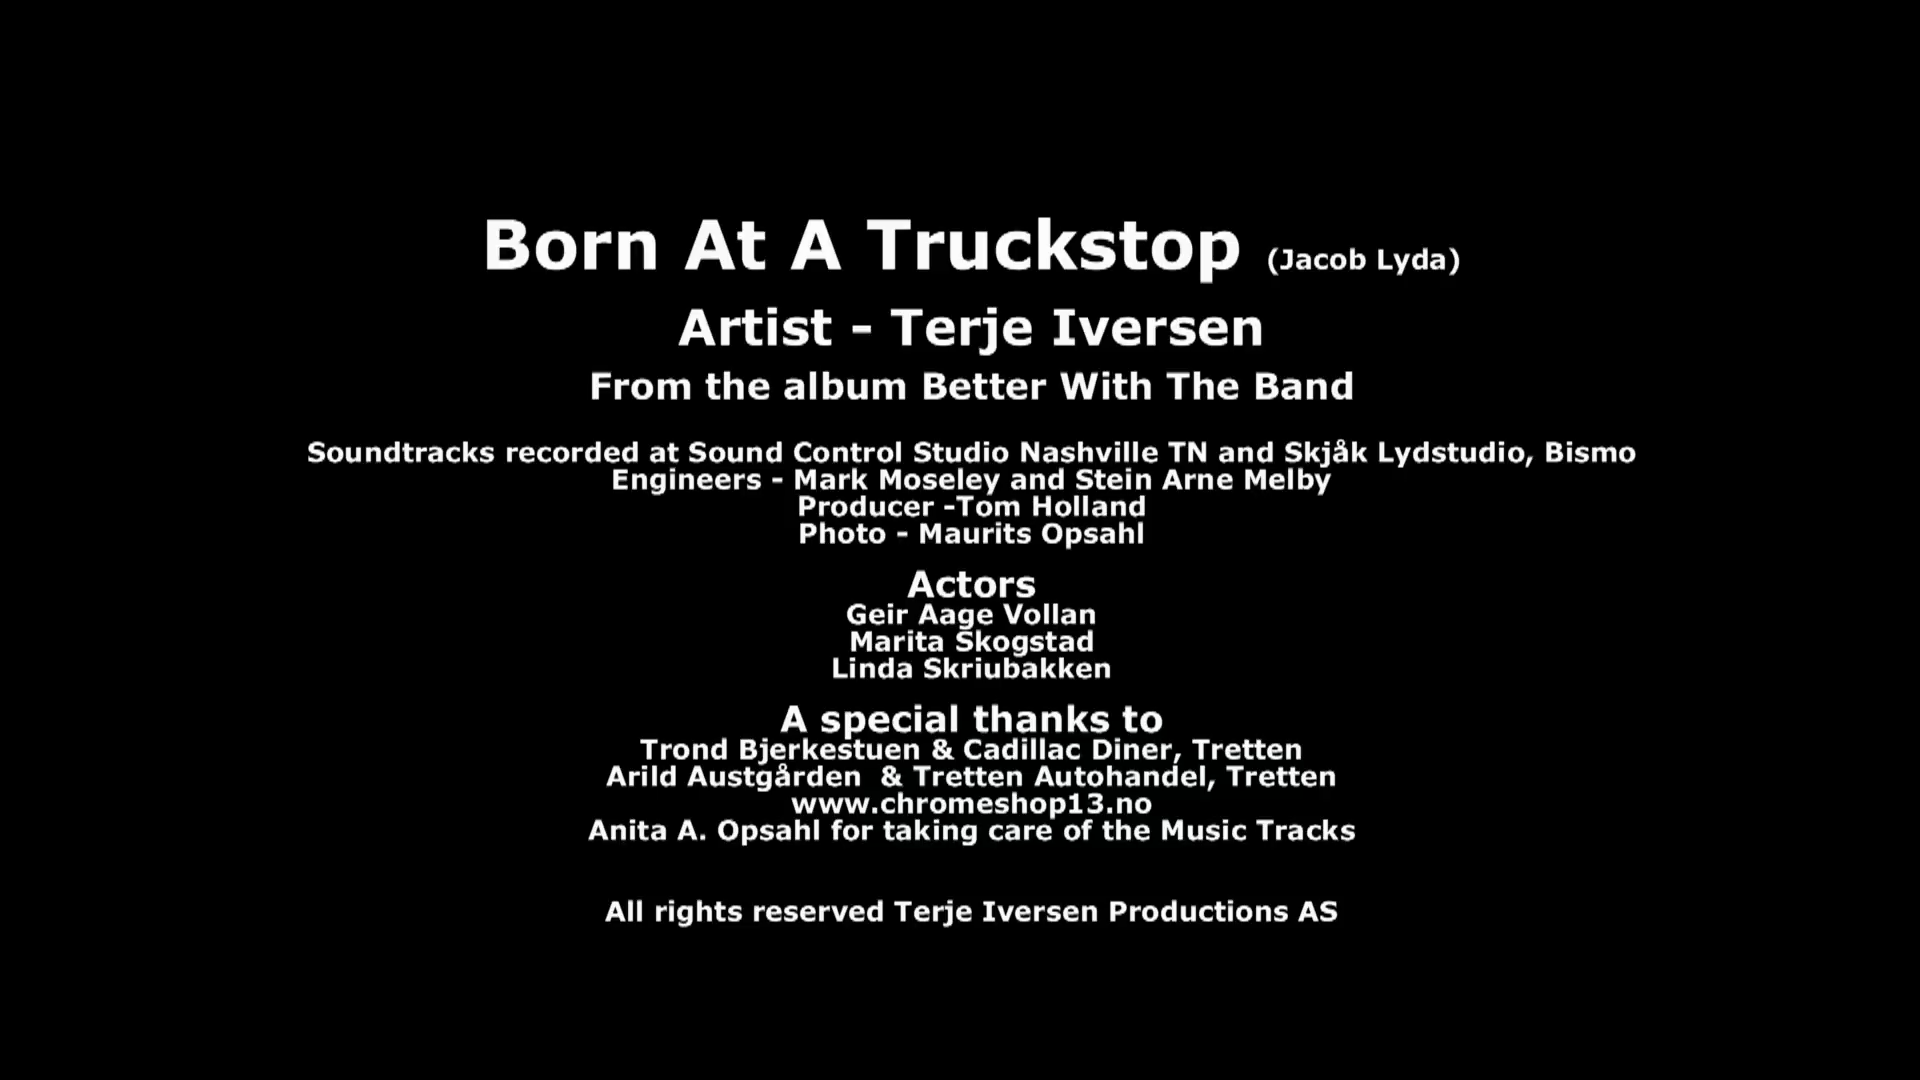 Born At A Truckstop (Jacob Lyda)
Artist - Terje Iversen
From the album Better With The Band
Soundtracks recorded at Sound Control Studio Nashville TN and Skjåk Lydstudio, Bismo
Engineers - Mark Moseley and Stein Arne Melby
Producer -Tom Holland
Photo - Maurits Opsahl
Actors
Geir Aage Vollan
Marita Skogstad
Linda Skriubakken
A special thanks to
Trond Bjerkestuen & Cadillac Diner, Tretten
Arild Austgården  & Tretten Autohandel, Tretten
www.chromeshop13.no
Anita A. Opsahl for taking care of the Music Tracks
All rights reserved Terje Iversen Productions AS